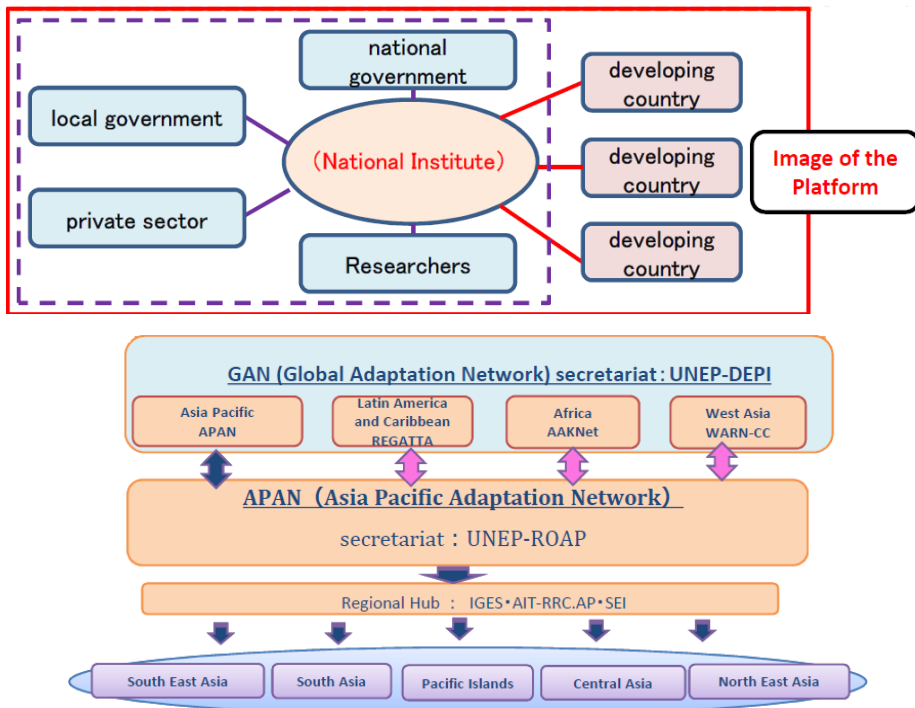 national
government
local government
private sector
(National Institute)
Researchers
developing
country
developing
country
developing
country
Image of the
Platform
GAN (Global Adaptation Network) secretariat：UNEP-DEPI
Asia Pacific
APAN
Latin America
and Caribbean
REGATTA
Africa
AAKNet
West Asia
WARN-CC
APAN（Asia Pacific Adaptation Network）
secretariat：UNEP-ROAP
Regional Hub ： IGES・AIT-RRC.AP・SEI
South East Asia
South Asia
Pacific Islands
Central Asia
North East Asia